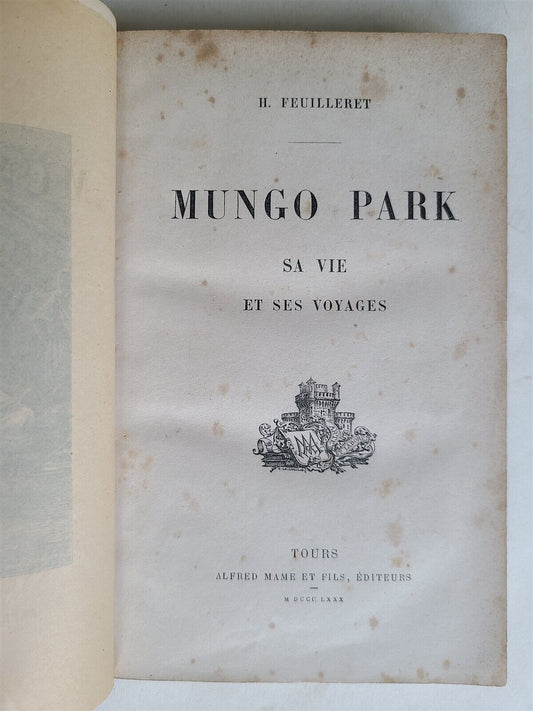 H. FEUILLERET
MUNGO PARK
SA VIE
ET SES VOYAGES
TOURS
ALFRED MAME ET FILS, ÉDITEURS
M DCCC LXXX